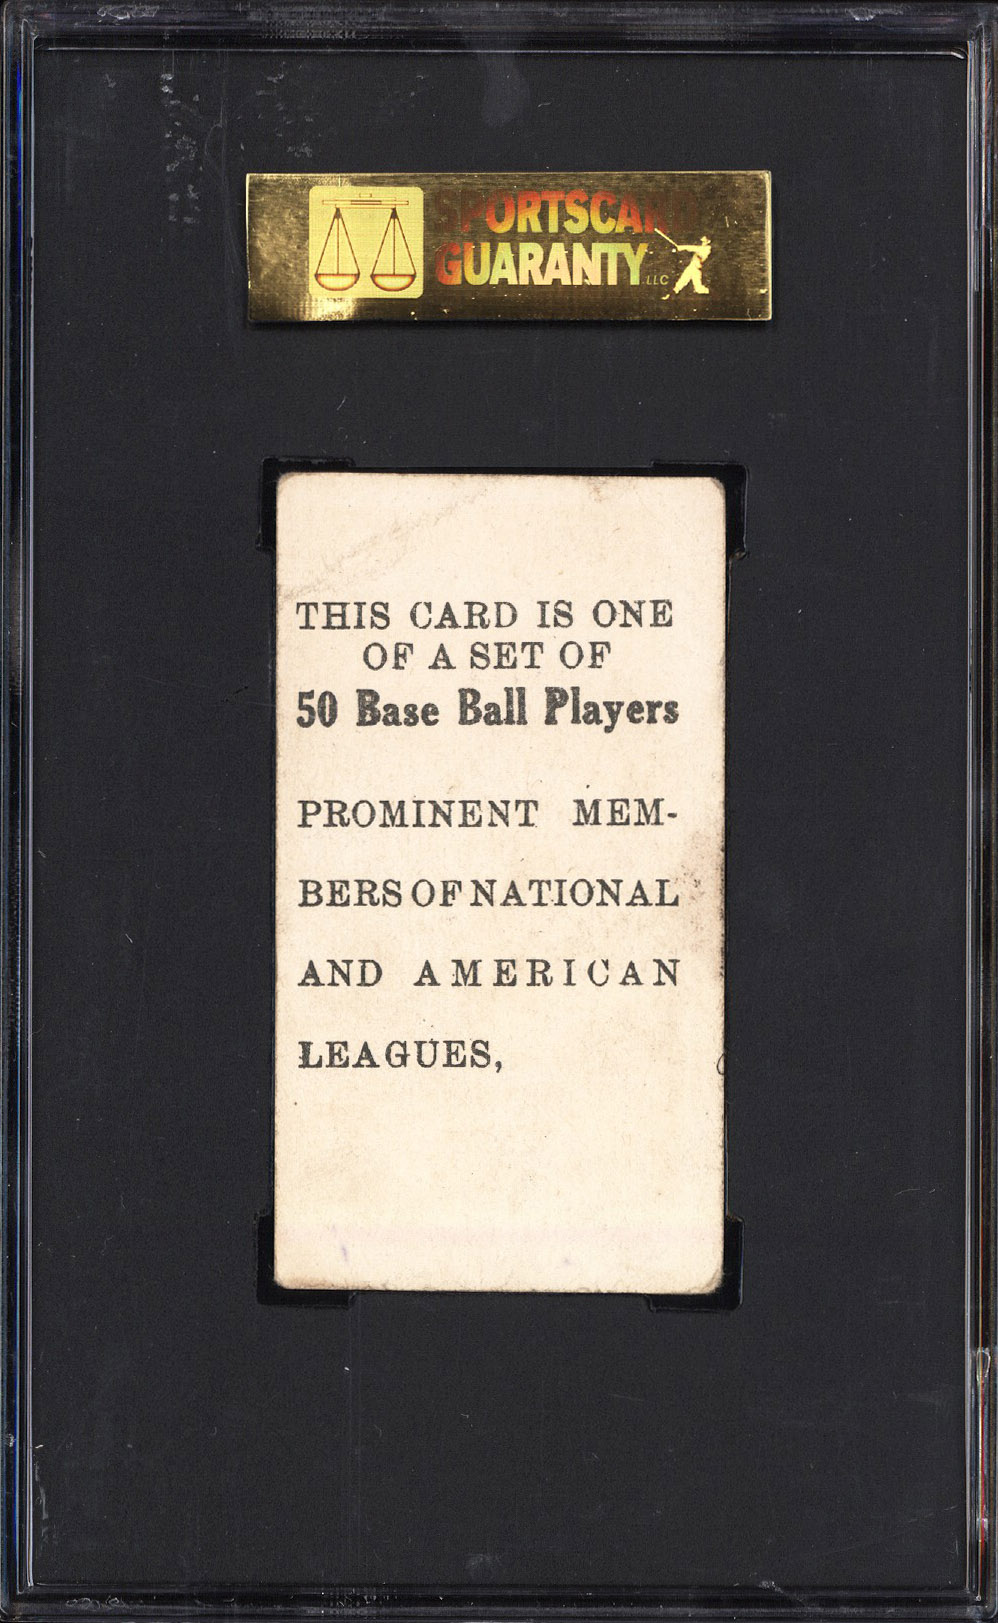 SPORTSCARD
GUARANTY LLC
THIS CARD IS ONE
OF A SET OF
50 Base Ball Players
PROMINENT MEM-
BERS OF NATIONAL
AND AMERICAN
LEAGUES,